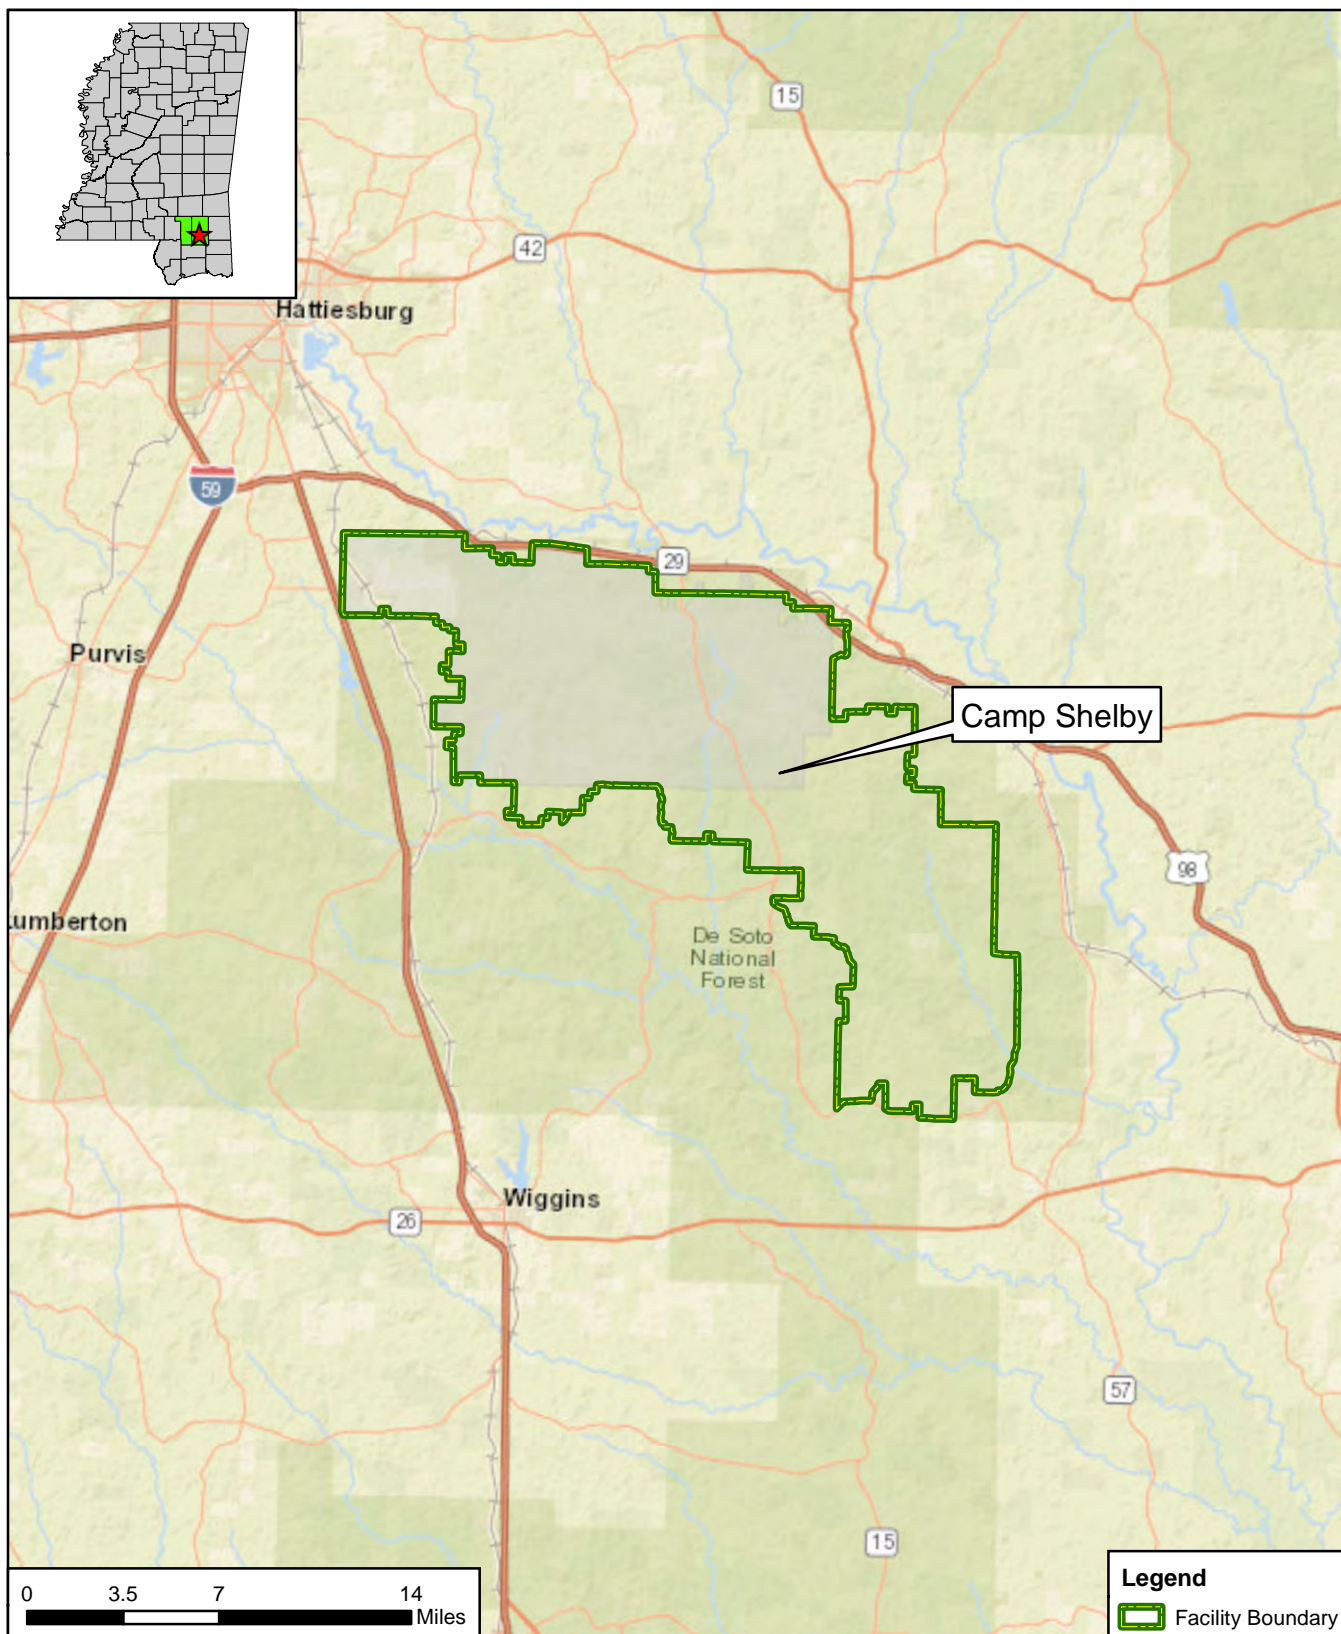 15
42
Hattiesburg
59
29
Purvis
Camp Shelby
98
Lumberton
De Soto
National
Forest
Wiggins
26
57
15
0 3.5 7 14
Miles
Legend
Facility Boundary